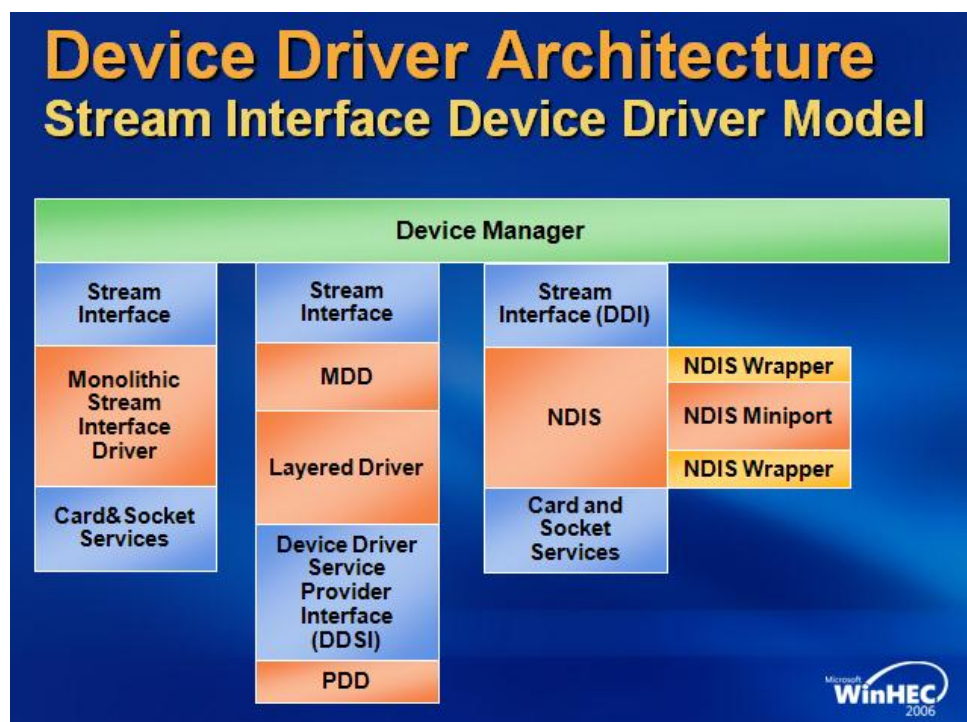 Device Driver Architecture
Stream Interface Device Driver Model
Device Manager
Stream
Interface
Monolithic
Stream
Interface
Driver
Card&Socket
Services
Stream
Interface
MDD
Layered Driver
Device Driver
Service
Provider
Interface
(DDSI)
PDD
Stream
Interface (DDI)
NDIS
Card and
Socket
Services
NDIS Wrapper
NDIS Miniport
NDIS Wrapper
Microsoft
WinHEC
2006